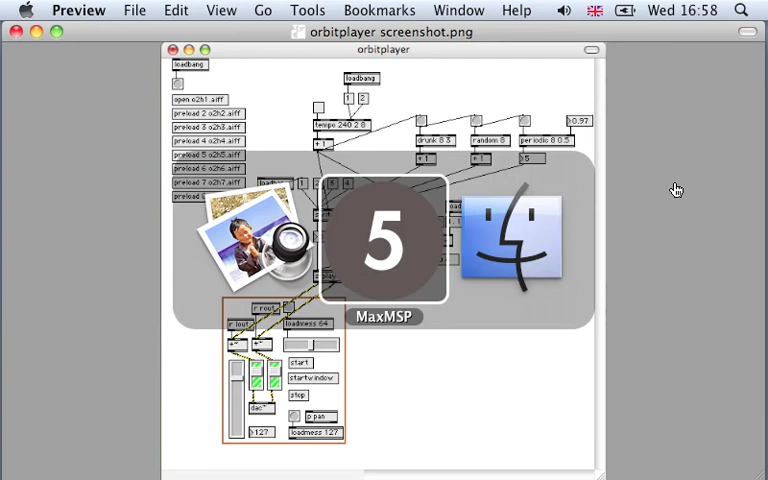 Preview File Edit View Go Tools Bookmarks Window Help Wed 16:58
orbitplayer screenshot.png
orbitplayer
loadbang
loadbang
open o2h1.aiff
1 2
preload 2 o2h2.aiff
preload 3 o2h3.aiff
tempo 240 2 8
0.97
preload 4 o2h4.aiff
+ 1
drunk 8 3
random 8
periodic 8 0.5
preload 5 o2h5.aiff
+ 1
+ 1
5
preload 6 o2h6.aiff
preload 7 o2h7.aiff
5
MaxMSP
r rout
r lout
loadmess 64
start
startwindow
stop
dac~
p pan
127
loadmess 127